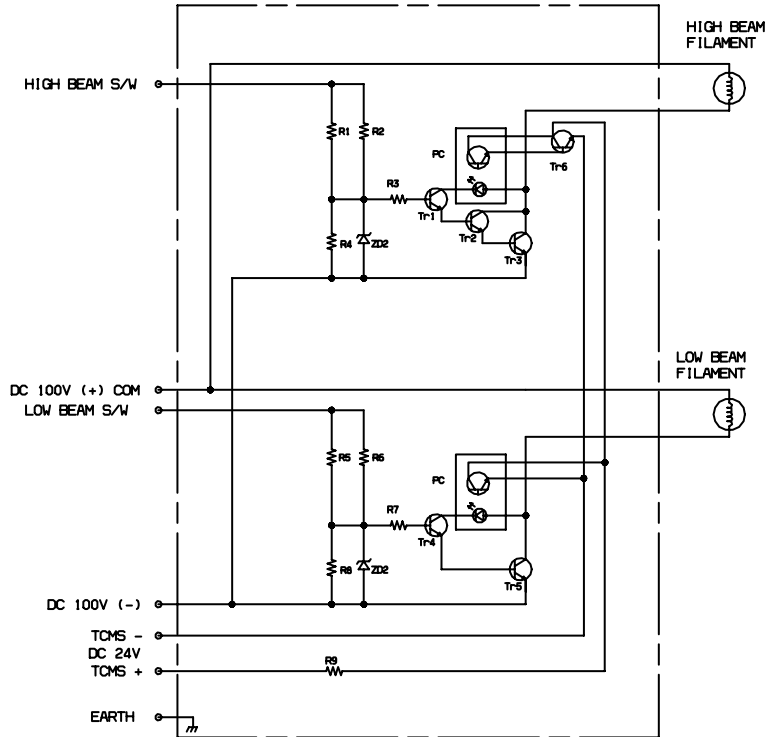 HIGH BEAM
FILAMENT
HIGH BEAM S/W
R1
R2
PC
Tr6
R3
Tr1
Tr2
R4
ZD2
Tr3
LOW BEAM
FILAMENT
DC 100V (+) COM
LOW BEAM S/W
R5
R6
PC
R7
Tr4
R8
ZD2
Tr5
DC 100V (-)
TCMS -
DC 24V
TCMS +
R9
EARTH